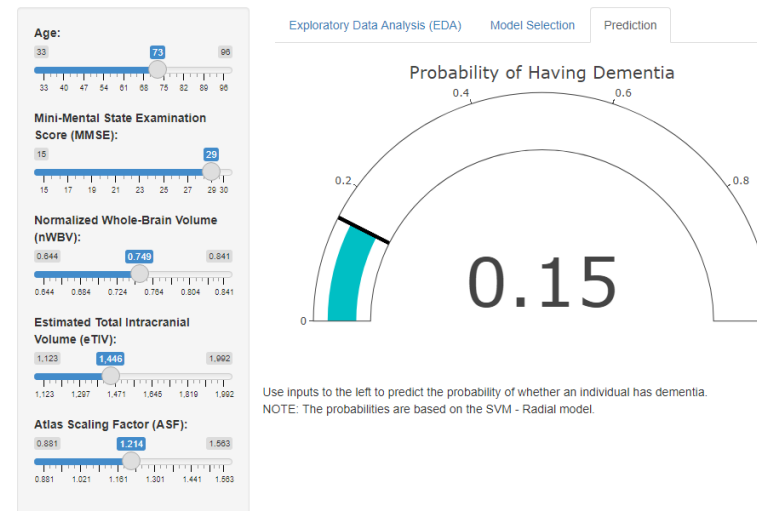 Age:
33 73 96
33 40 47 54 61 68 75 82 89 96
Mini-Mental State Examination
Score (MMSE):
15 29
15 17 19 21 23 25 27 29 30
Normalized Whole-Brain Volume
(nWBV):
0.644 0.749 0.841
0.644 0.684 0.724 0.764 0.804 0.841
Estimated Total Intracranial
Volume (eTIV):
1,123 1,446 1,992
1,123 1,297 1,471 1,645 1,819 1,992
Atlas Scaling Factor (ASF):
0.881 1.214 1.563
0.881 1.021 1.161 1.301 1.441 1.563
Exploratory Data Analysis (EDA) Model Selection Prediction
Probability of Having Dementia
0.4 0.6
0.2 0.8
0.15
0
Use inputs to the left to predict the probability of whether an individual has dementia.
NOTE: The probabilities are based on the SVM - Radial model.